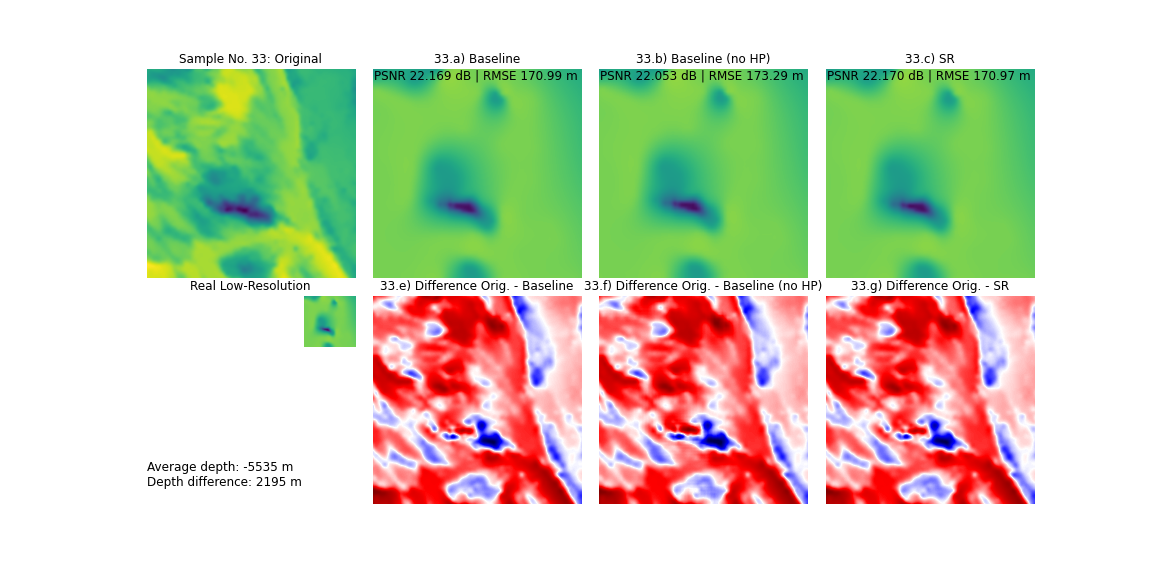 Sample No. 33: Original
33.a) Baseline
33.b) Baseline (no HP)
33.c) SR
PSNR 22.169 dB | RMSE 170.99 m
PSNR 22.053 dB | RMSE 173.29 m
PSNR 22.170 dB | RMSE 170.97 m
Real Low-Resolution
33.e) Difference Orig. - Baseline
33.f) Difference Orig. - Baseline (no HP)
33.g) Difference Orig. - SR
Average depth: -5535 m
Depth difference: 2195 m